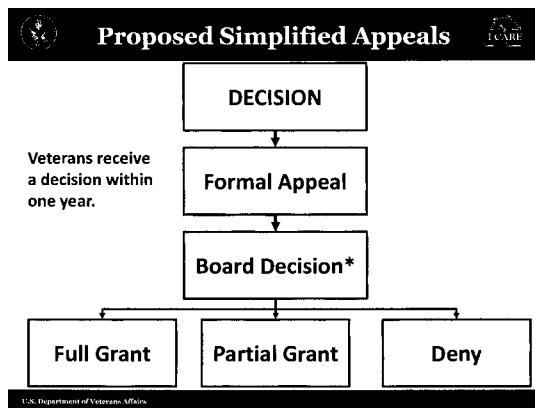 Proposed Simplified Appeals
I CARE
DECISION
Veterans receive
a decision within
one year.
Formal Appeal
Board Decision*
Full Grant
Partial Grant
Deny
U.S. Department of Veterans Affairs